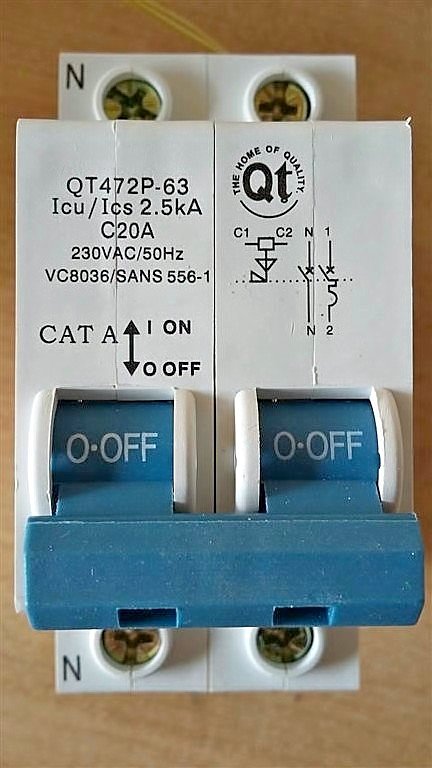 N
QT472P-63
Icu/Ics 2.5kA
C20A
230VAC/50Hz
VC8036/SANS 556-1
THE HOME OF QUALITY
Qt
C1 C2 N 1
N 2
CAT A I ON
O OFF
O·OFF
O·OFF
N